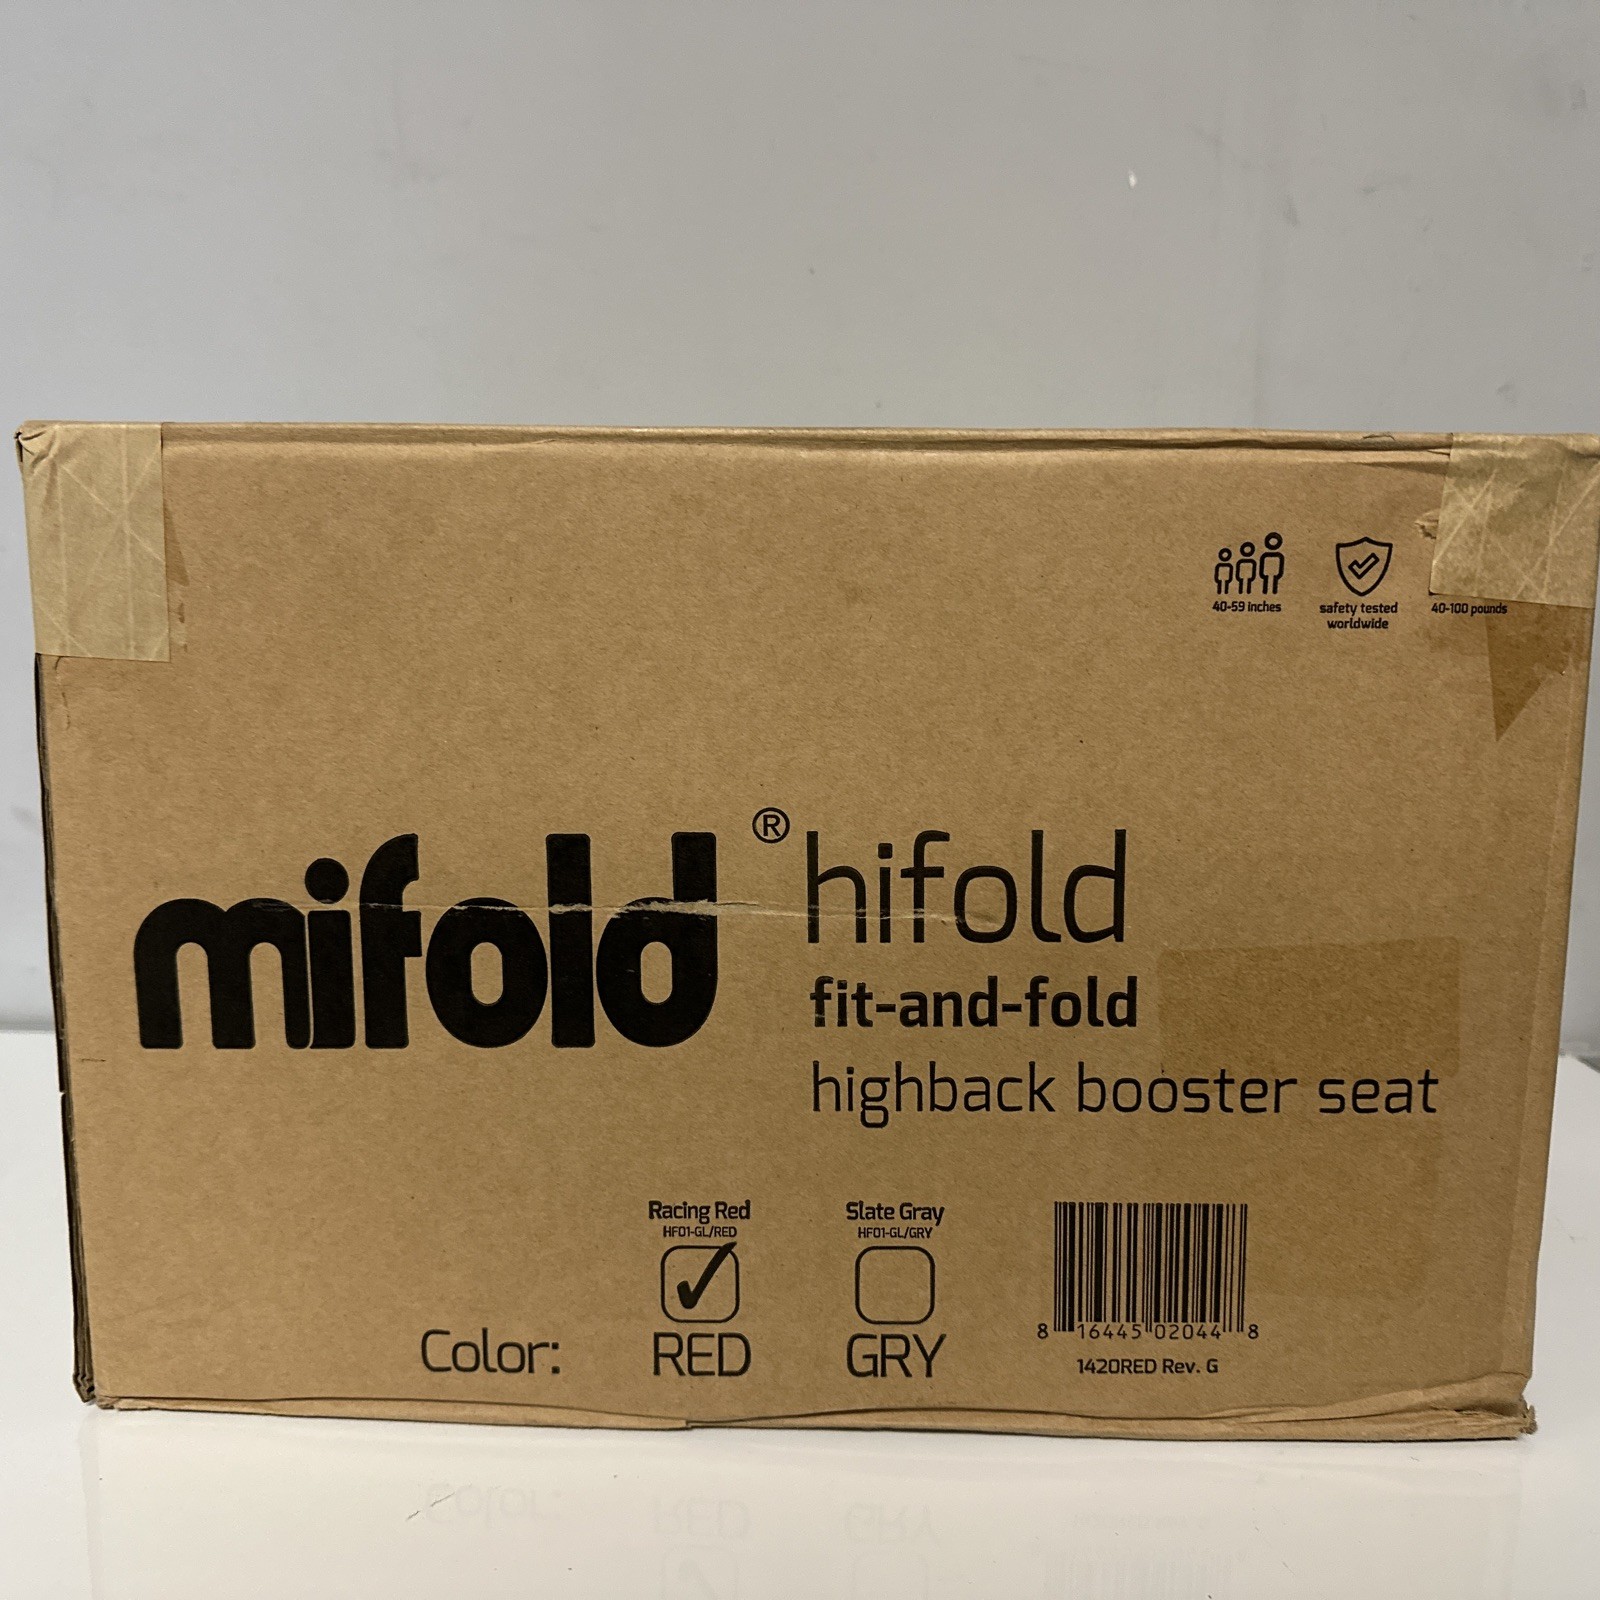 40-59 inches
safety tested
worldwide
40-100 pounds
mifold®
hifold
fit-and-fold
highback booster seat
Racing Red
HF01-GL/RED
Slate Gray
HF01-GL/GRY
Color:
RED
GRY
8 16445 02044 8
1420RED Rev. G